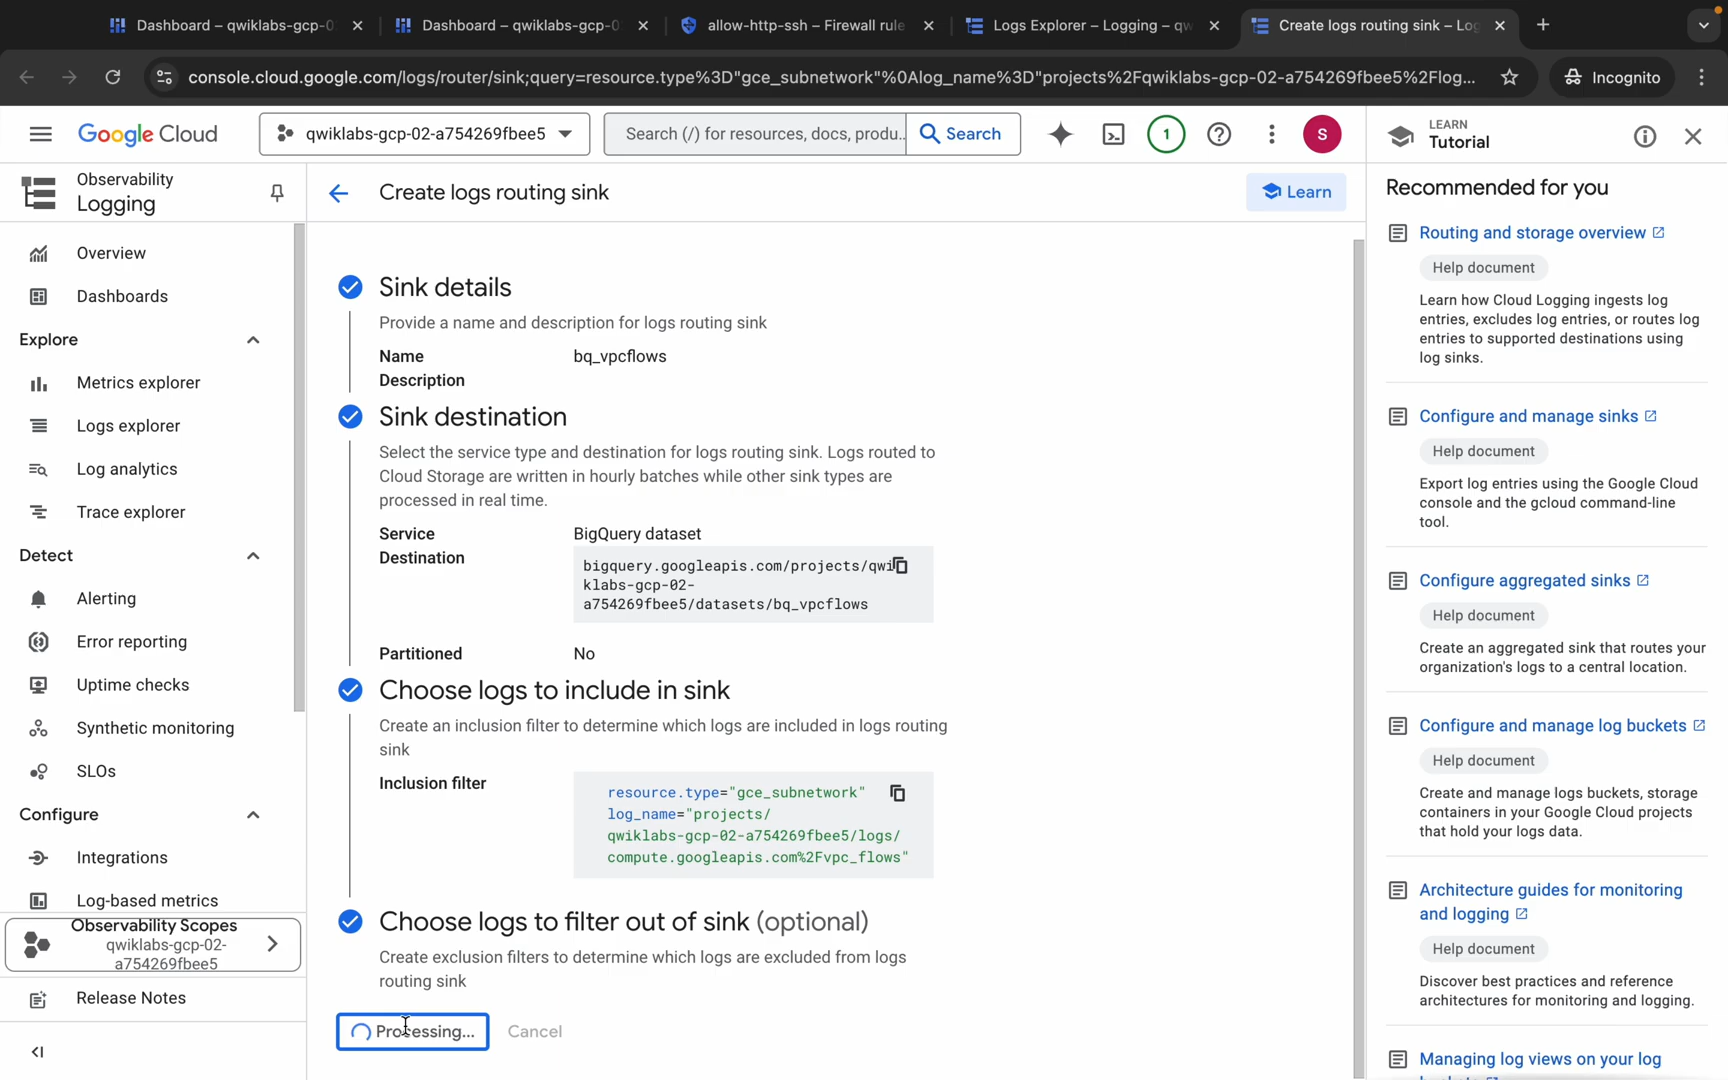 Dashboard – qwiklabs-gcp-0
Dashboard – qwiklabs-gcp-0
allow-http-ssh – Firewall rule
Logs Explorer – Logging – qw
Create logs routing sink – Log
console.cloud.google.com/logs/router/sink;query=resource.type%3D"gce_subnetwork"%0Alog_name%3D"projects%2Fqwiklabs-gcp-02-a754269fbee5%2Flog...
Incognito
Google Cloud
qwiklabs-gcp-02-a754269fbee5
Search (/) for resources, docs, produ...
Search
1
S
LEARN
Tutorial
Observability
Logging
Create logs routing sink
Learn
Overview
Dashboards
Explore
Metrics explorer
Logs explorer
Log analytics
Trace explorer
Detect
Alerting
Error reporting
Uptime checks
Synthetic monitoring
SLOs
Configure
Integrations
Log-based metrics
Observability Scopes
qwiklabs-gcp-02-
a754269fbee5
Release Notes
Sink details
Provide a name and description for logs routing sink
Name bq_vpcflows
Description
Sink destination
Select the service type and destination for logs routing sink. Logs routed to
Cloud Storage are written in hourly batches while other sink types are
processed in real time.
Service BigQuery dataset
Destination
bigquery.googleapis.com/projects/qwi
klabs-gcp-02-
a754269fbee5/datasets/bq_vpcflows
Partitioned No
Choose logs to include in sink
Create an inclusion filter to determine which logs are included in logs routing
sink
Inclusion filter
resource.type="gce_subnetwork"
log_name="projects/
qwiklabs-gcp-02-a754269fbee5/logs/
compute.googleapis.com%2Fvpc_flows"
Choose logs to filter out of sink (optional)
Create exclusion filters to determine which logs are excluded from logs
routing sink
Processing...
Cancel
Recommended for you
Routing and storage overview
Help document
Learn how Cloud Logging ingests log
entries, excludes log entries, or routes log
entries to supported destinations using
log sinks.
Configure and manage sinks
Help document
Export log entries using the Google Cloud
console and the gcloud command-line
tool.
Configure aggregated sinks
Help document
Create an aggregated sink that routes your
organization's logs to a central location.
Configure and manage log buckets
Help document
Create and manage logs buckets, storage
containers in your Google Cloud projects
that hold your logs data.
Architecture guides for monitoring
and logging
Help document
Discover best practices and reference
architectures for monitoring and logging.
Managing log views on your log